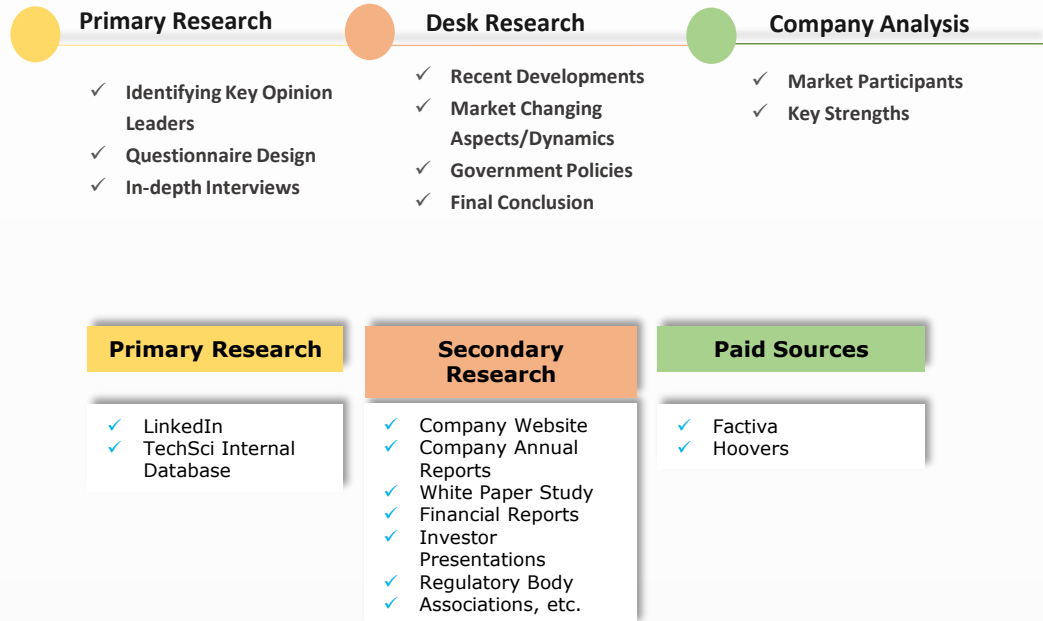 Primary Research
Identifying Key Opinion
Leaders
Questionnaire Design
In-depth Interviews
Desk Research
Recent Developments
Market Changing
Aspects/Dynamics
Government Policies
Final Conclusion
Company Analysis
Market Participants
Key Strengths
Primary Research
LinkedIn
TechSci Internal
Database
Secondary
Research
Company Website
Company Annual
Reports
White Paper Study
Financial Reports
Investor
Presentations
Regulatory Body
Associations, etc.
Paid Sources
Factiva
Hoovers